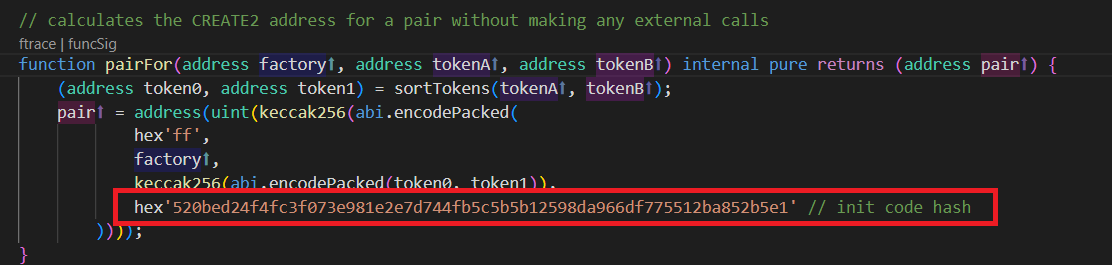 // calculates the CREATE2 address for a pair without making any external calls
ftrace | funcSig
function pairFor(address factory↑, address tokenA↑, address tokenB↑) internal pure returns (address pair↑) {
(address token0, address token1) = sortTokens(tokenA↑, tokenB↑);
pair↑ = address(uint(keccak256(abi.encodePacked(
hex'ff',
factory↑,
keccak256(abi.encodePacked(token0, token1)),
hex'520bed24f4fc3f073e981e2e7d744fb5c5b5b12598da966df775512ba852b5e1' // init code hash
))));
}